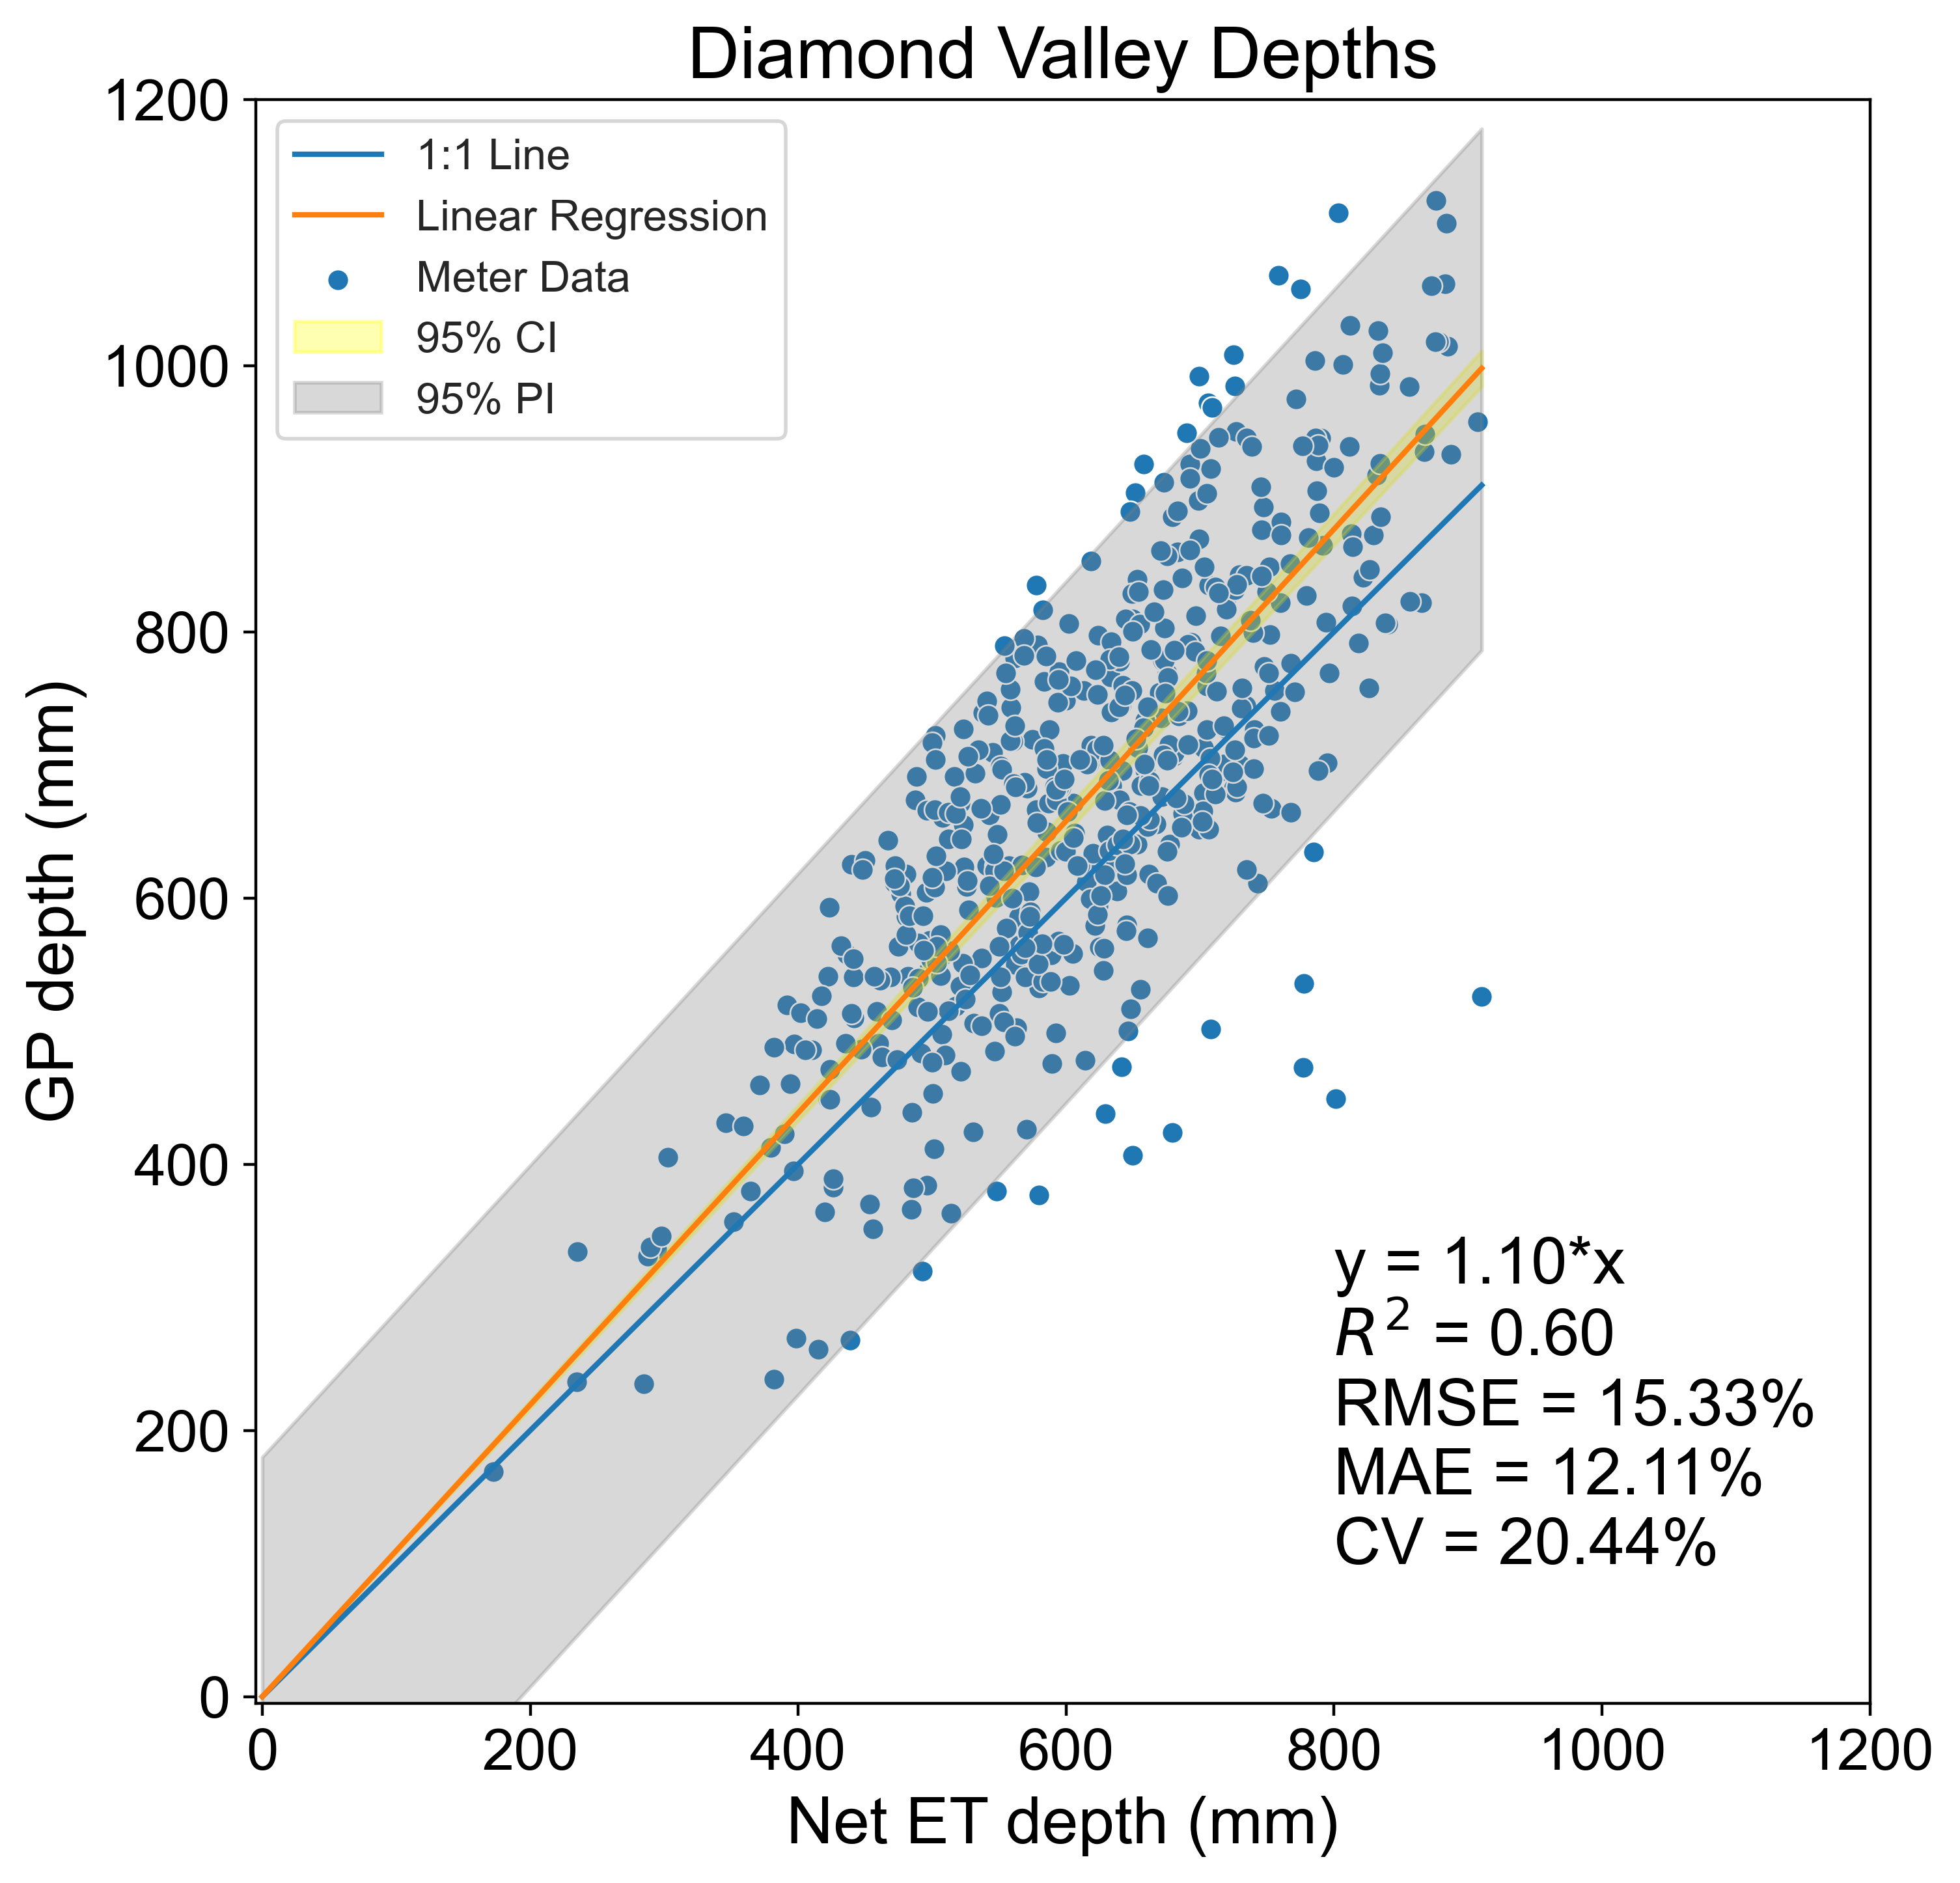 Diamond Valley Depths
1200
1000
800
600
400
200
0
GP depth (mm)
1:1 Line
Linear Regression
Meter Data
95% CI
95% PI
y = 1.10*x
R² = 0.60
RMSE = 15.33%
MAE = 12.11%
CV = 20.44%
0 200 400 600 800 1000 1200
Net ET depth (mm)